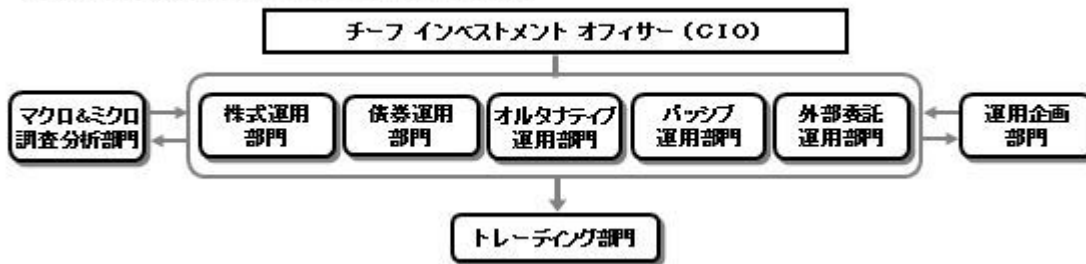 チーフ インベストメント オフィサー (CIO)
マクロ&ミクロ
調査分析部門
株式運用
部門
債券運用
部門
オルタナティブ
運用部門
パッシブ
運用部門
外部委託
運用部門
運用企画
部門
トレーディング部門